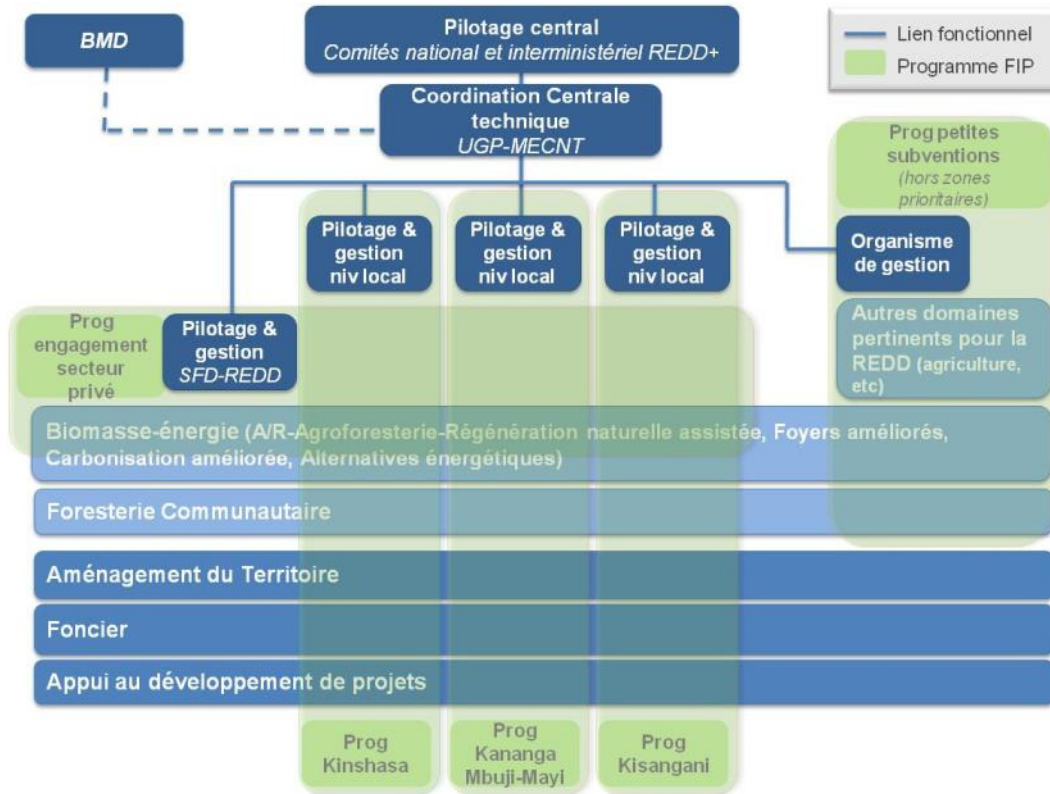 BMD
Pilotage central
Comités national et interministériel REDD+
Lien fonctionnel
Programme FIP
Coordination Centrale
technique
UGP-MECNT
Prog petites
subventions
(hors zones
prioritaires)
Pilotage &
gestion
niv local
Pilotage &
gestion
niv local
Pilotage &
gestion
niv local
Organisme
de gestion
Prog
engagement
secteur
privé
Pilotage &
gestion
SFD-REDD
Autres domaines
pertinents pour la
REDD (agriculture,
etc)
Biomasse-énergie (A/R-Agroforesterie-Régénération naturelle assistée, Foyers améliorés,
Carbonisation améliorée, Alternatives énergétiques)
Foresterie Communautaire
Aménagement du Territoire
Foncier
Appui au développement de projets
Prog
Kinshasa
Prog
Kananga
Mbuji-Mayi
Prog
Kisangani